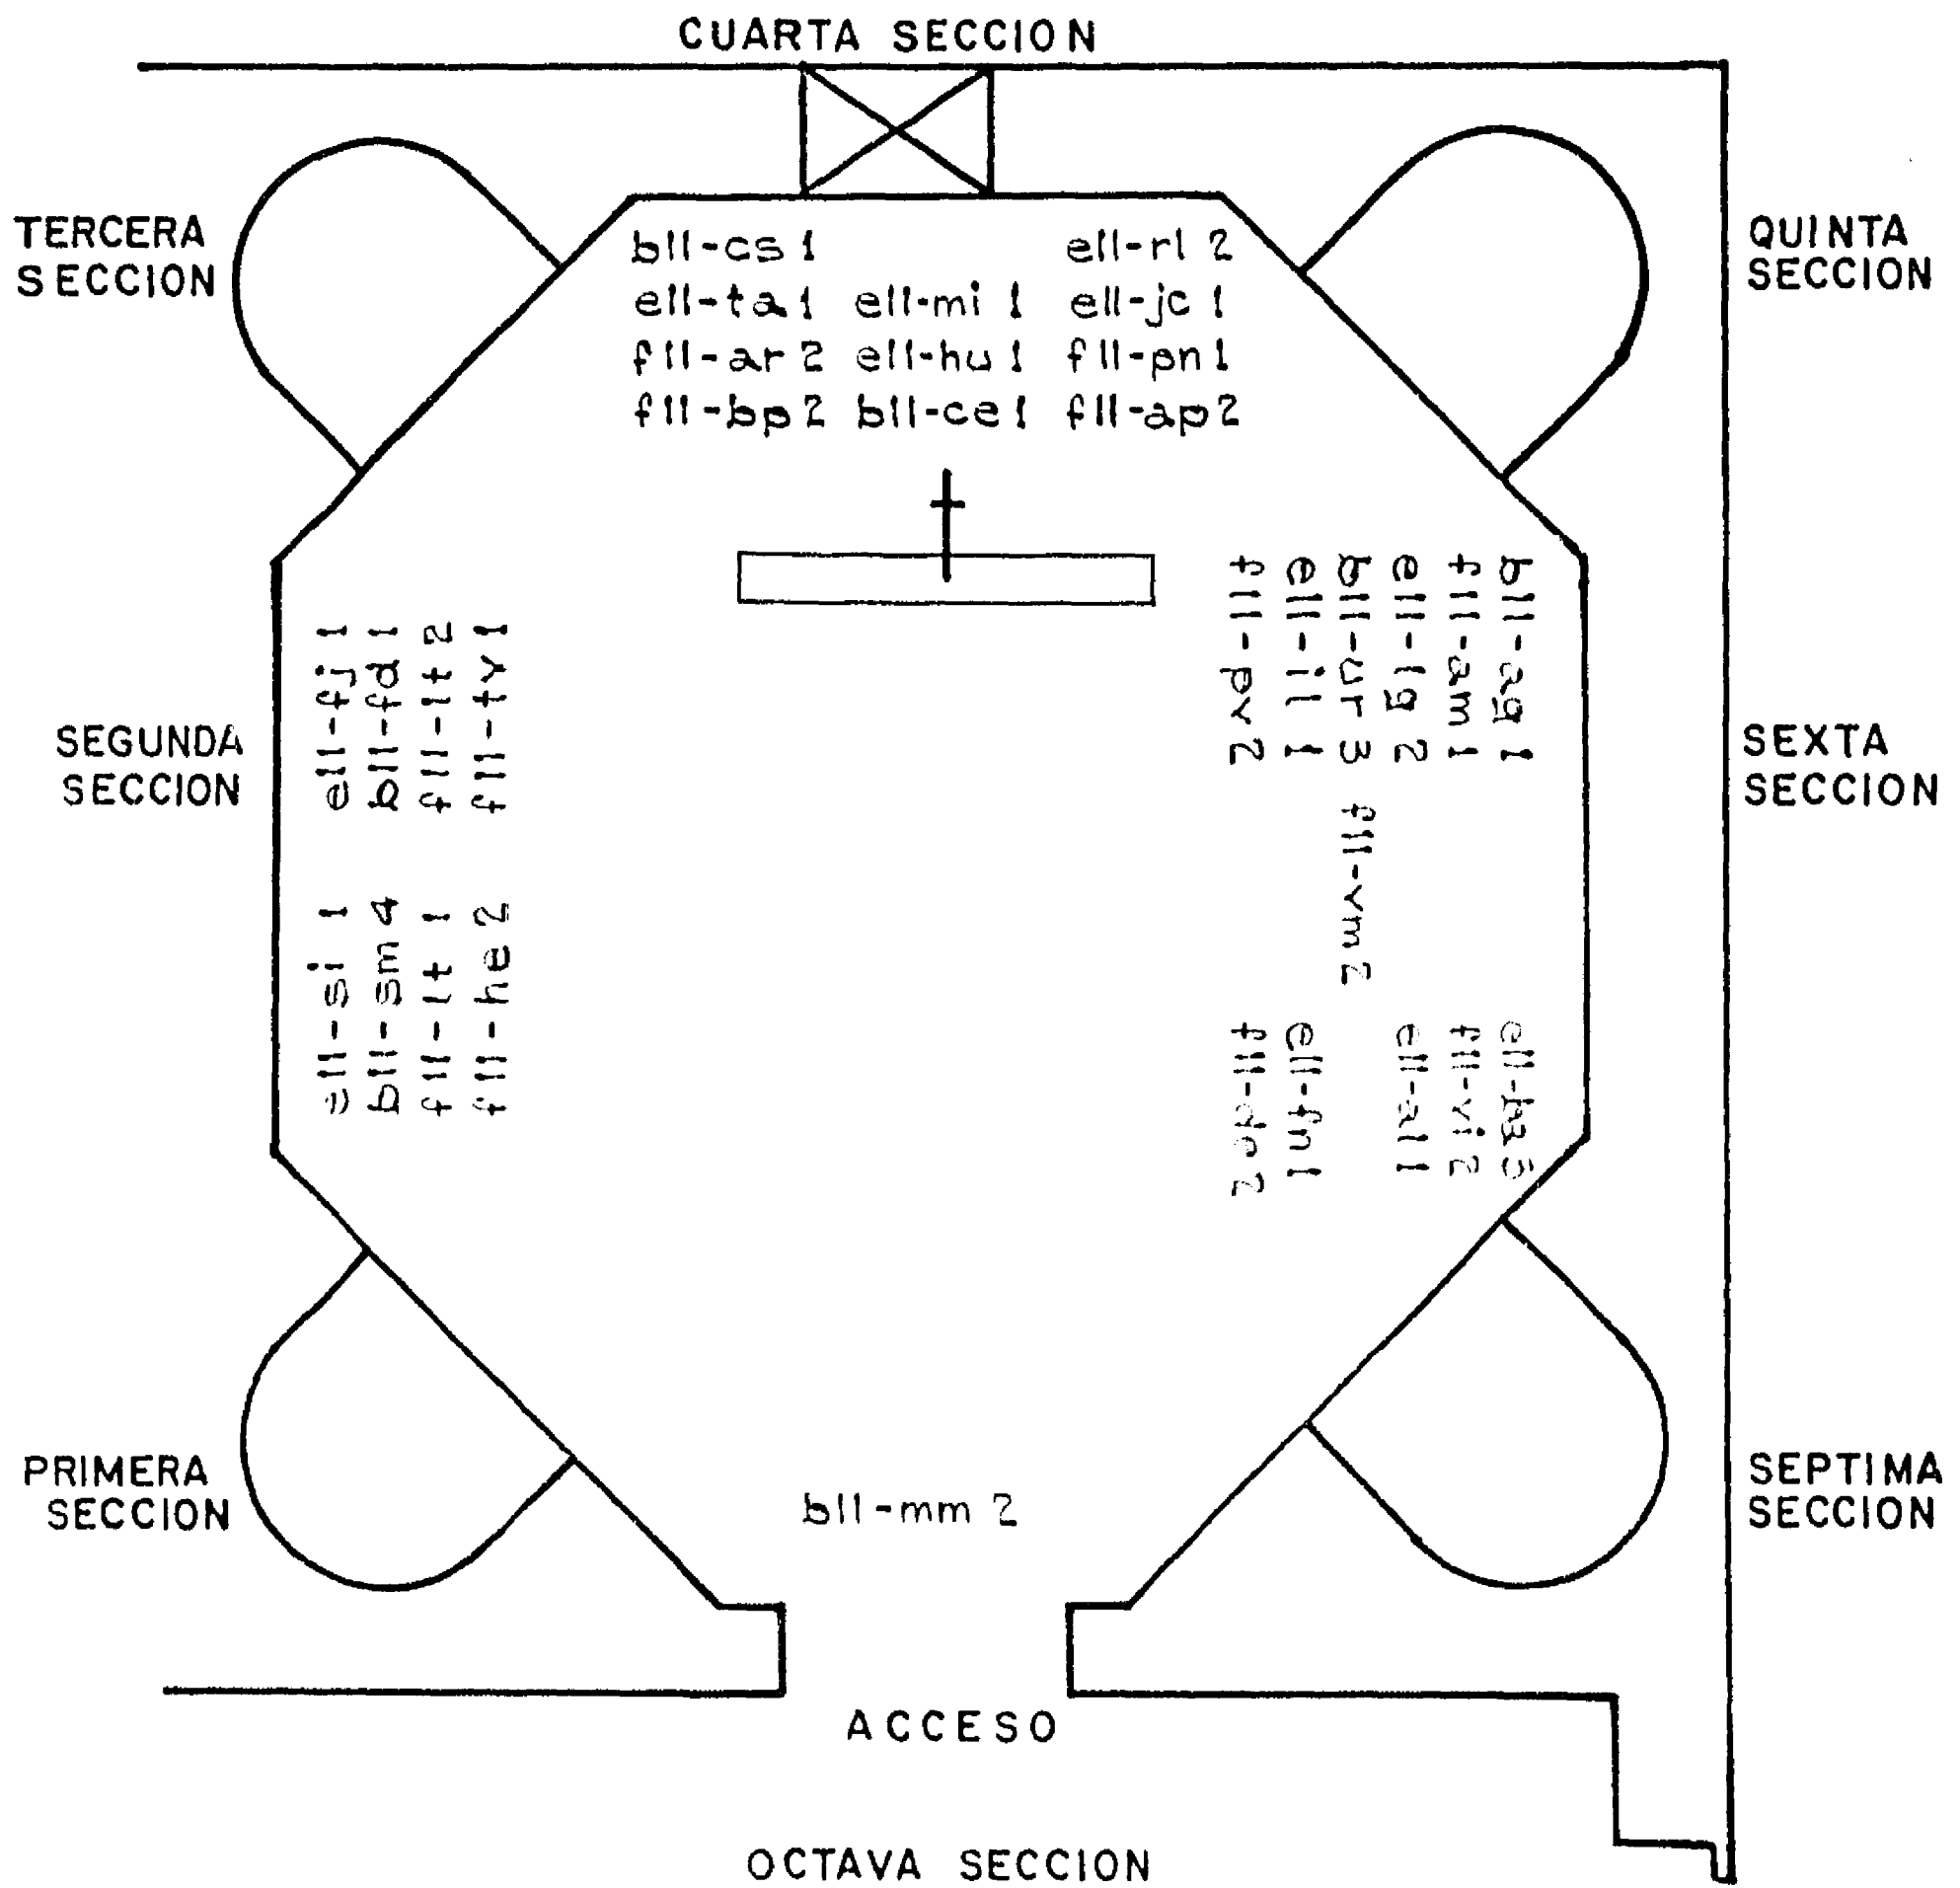 CUARTA SECCION
TERCERA
SECCION
QUINTA
SECCION
bll-cs 1 ell-rl 2
ell-ta 1 ell-mi 1 ell-jc 1
fll-ar 2 ell-hu 1 fll-pn 1
fll-bp 2 bll-ce 1 fll-ap 2
SEGUNDA
SECCION
ell-fj 1
bll-fd 1
fll-lt 2
fll-tv 1
ell-si 1
bll-sm 4
fll-lt 1
fll-he 2
bll-ag 1
fll-am 1
ell-lg 2
bll-ur 3
ell-il 1
fll-pv 2
fll-vm 2
fll-vi 2
ell-al 1
ell-fn 1
SEXTA
SECCION
PRIMERA
SECCION
bll-mm 2
SEPTIMA
SECCION
ACCESO
OCTAVA SECCION